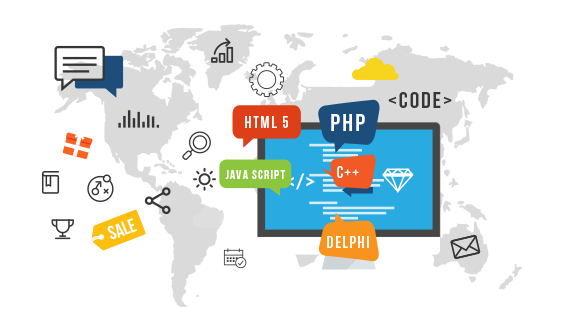 <CODE>
HTML 5
PHP
JAVA SCRIPT
</>
C++
SALE
DELPHI